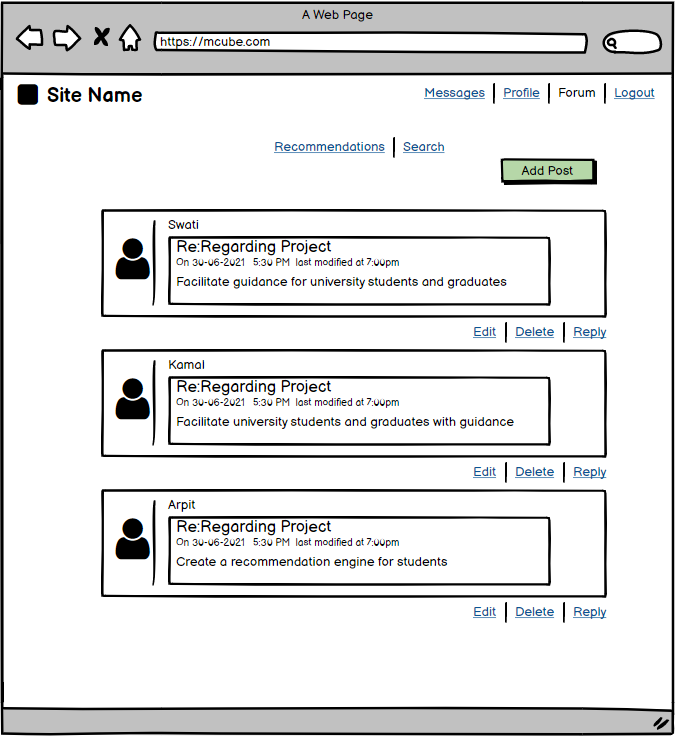 A Web Page
https://mcube.com
Site Name
Messages Profile Forum Logout
Recommendations Search
Add Post
Swati
Re:Regarding Project
On 30-06-2021 5:30 PM last modified at 7:00pm
Facilitate guidance for university students and graduates
Edit Delete Reply
Kamal
Re:Regarding Project
On 30-06-2021 5:30 PM last modified at 7:00pm
Facilitate university students and graduates with guidance
Edit Delete Reply
Arpit
Re:Regarding Project
On 30-06-2021 5:30 PM last modified at 7:00pm
Create a recommendation engine for students
Edit Delete Reply